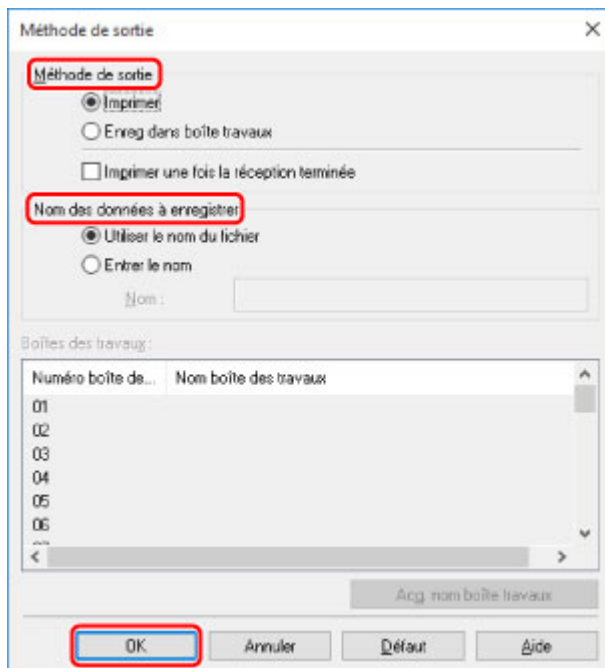 Méthode de sortie
Méthode de sortie
Imprimer
Enreg dans boîte travaux
Imprimer une fois la réception terminée
Nom des données à enregistrer
Utiliser le nom du fichier
Entrer le nom
Nom :
Boîtes des travaux :
Numéro boîte de... Nom boîte des travaux
01
02
03
04
05
06
Acq. nom boîte travaux
OK Annuler Défaut Aide